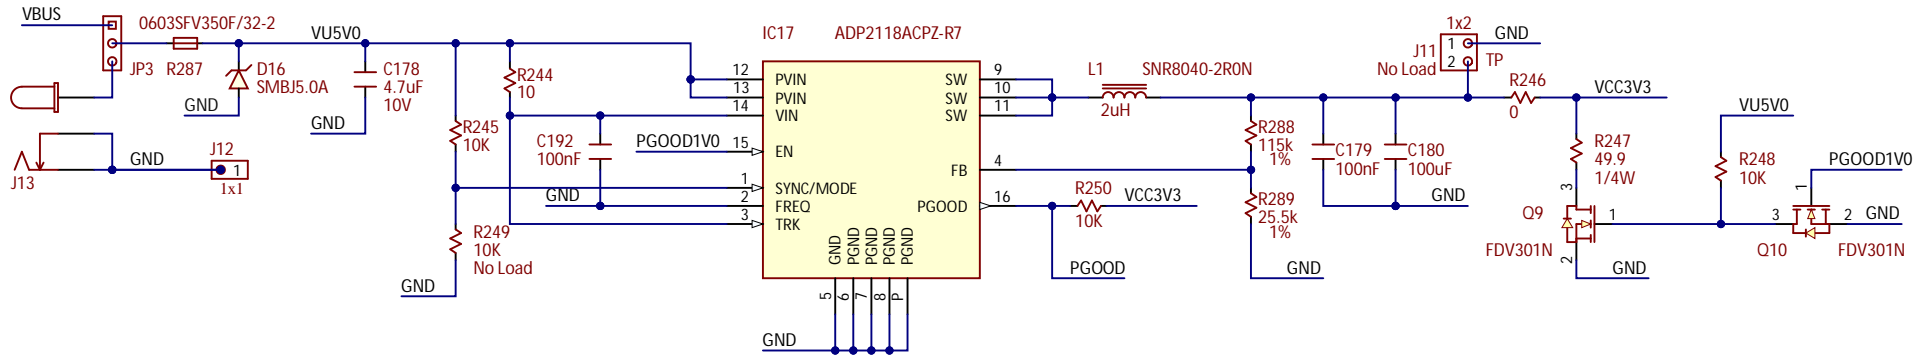 VBUS
0603SFV350F/32-2
VU5V0
JP3
R287
D16
SMBJ5.0A
GND
C178
4.7uF
10V
GND
J13
GND
J12
1
1x1
R244
10
R245
10K
C192
100nF
PGOOD1V0
GND
R249
10K
No Load
GND
IC17
ADP2118ACPZ-R7
12
PVIN
13
PVIN
14
VIN
15
EN
1
SYNC/MODE
2
FREQ
3
TRK
SW
9
SW
10
SW
11
FB
4
PGOOD
16
GND
PGND
PGND
PGND
PGND
5
6
7
8
P
GND
L1
SNR8040-2R0N
2uH
R250
10K
VCC3V3
PGOOD
R288
115k
1%
R289
25.5k
1%
GND
C179
100nF
C180
100uF
GND
1x2
J11
1
2
No Load
TP
GND
R246
0
VCC3V3
R247
49.9
1/4W
Q9
3
1
2
FDV301N
GND
VU5V0
R248
10K
PGOOD1V0
1
3
2
GND
Q10
FDV301N